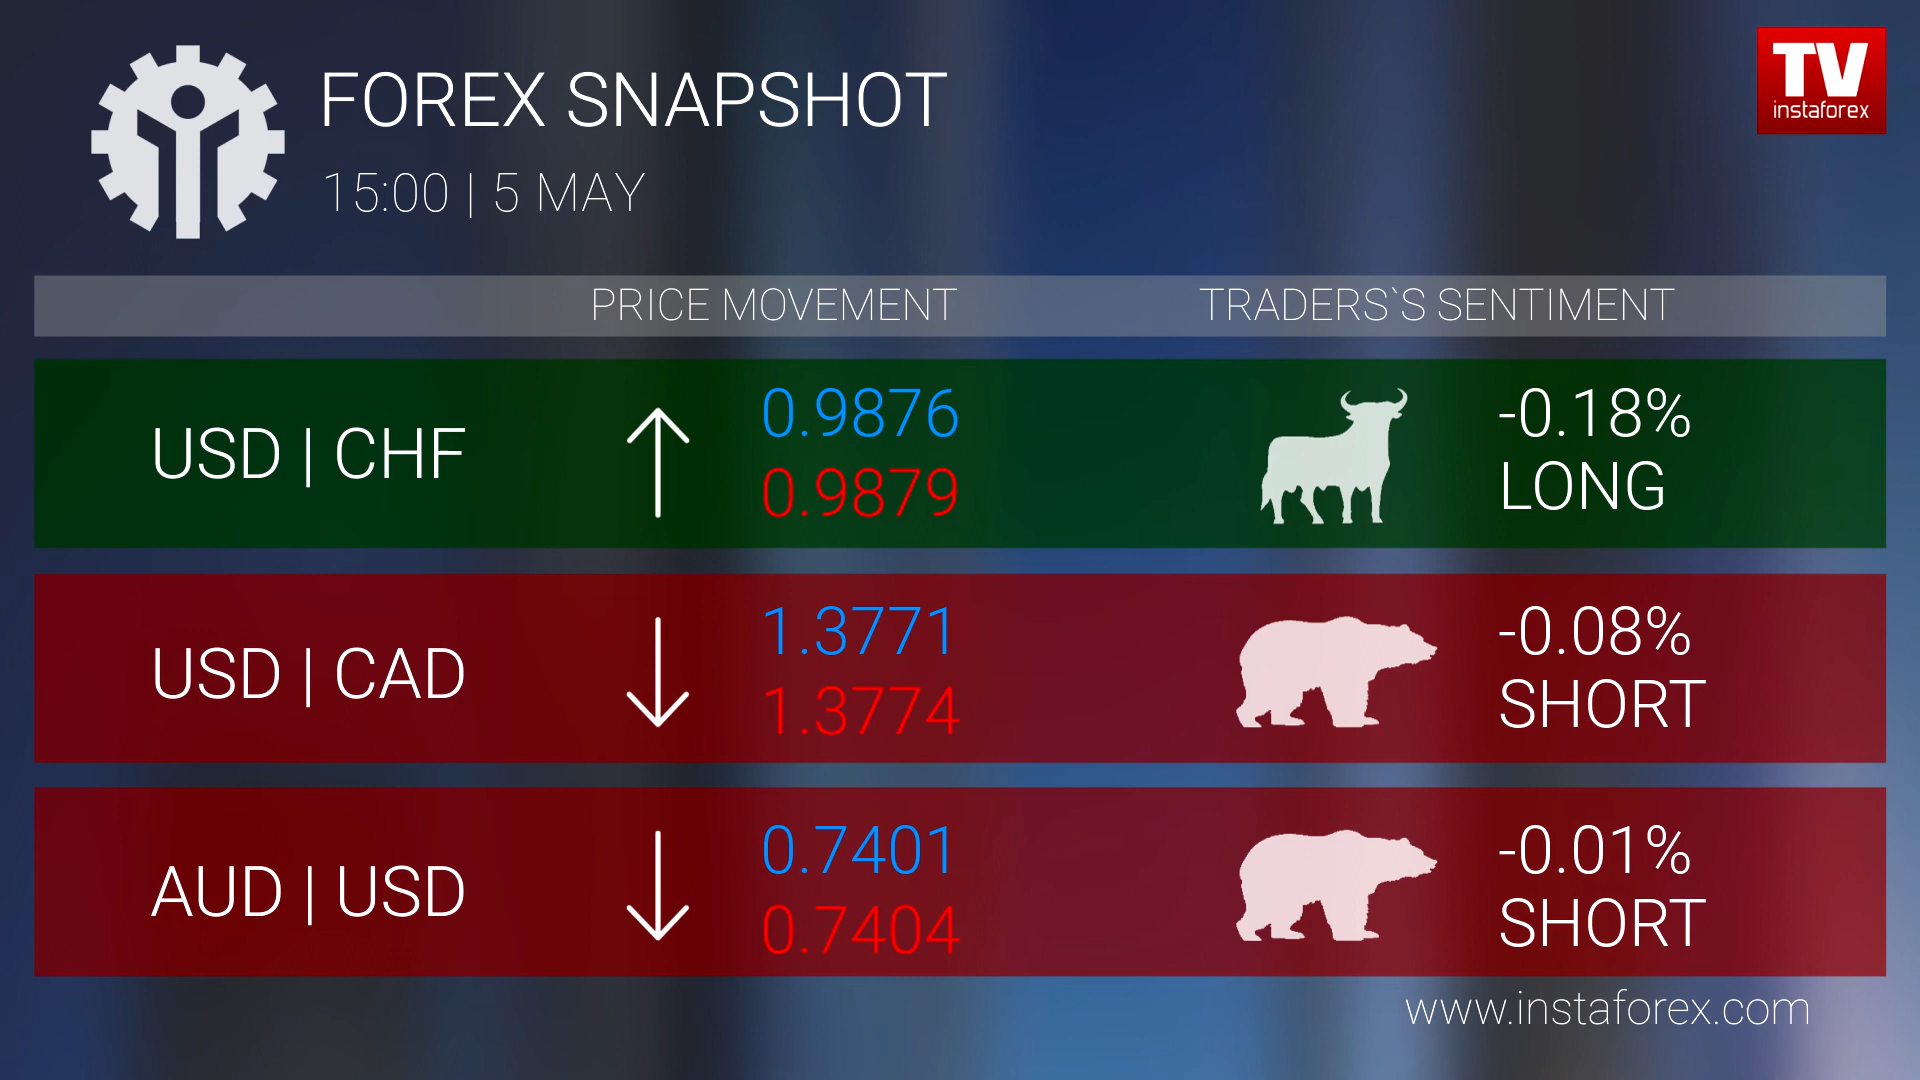 FOREX SNAPSHOT
15:00 | 5 MAY
TV
instaforex
PRICE MOVEMENT
TRADERS`S SENTIMENT
USD | CHF
0.9876
0.9879
-0.18%
LONG
USD | CAD
1.3771
1.3774
-0.08%
SHORT
AUD | USD
0.7401
0.7404
-0.01%
SHORT
www.instaforex.com